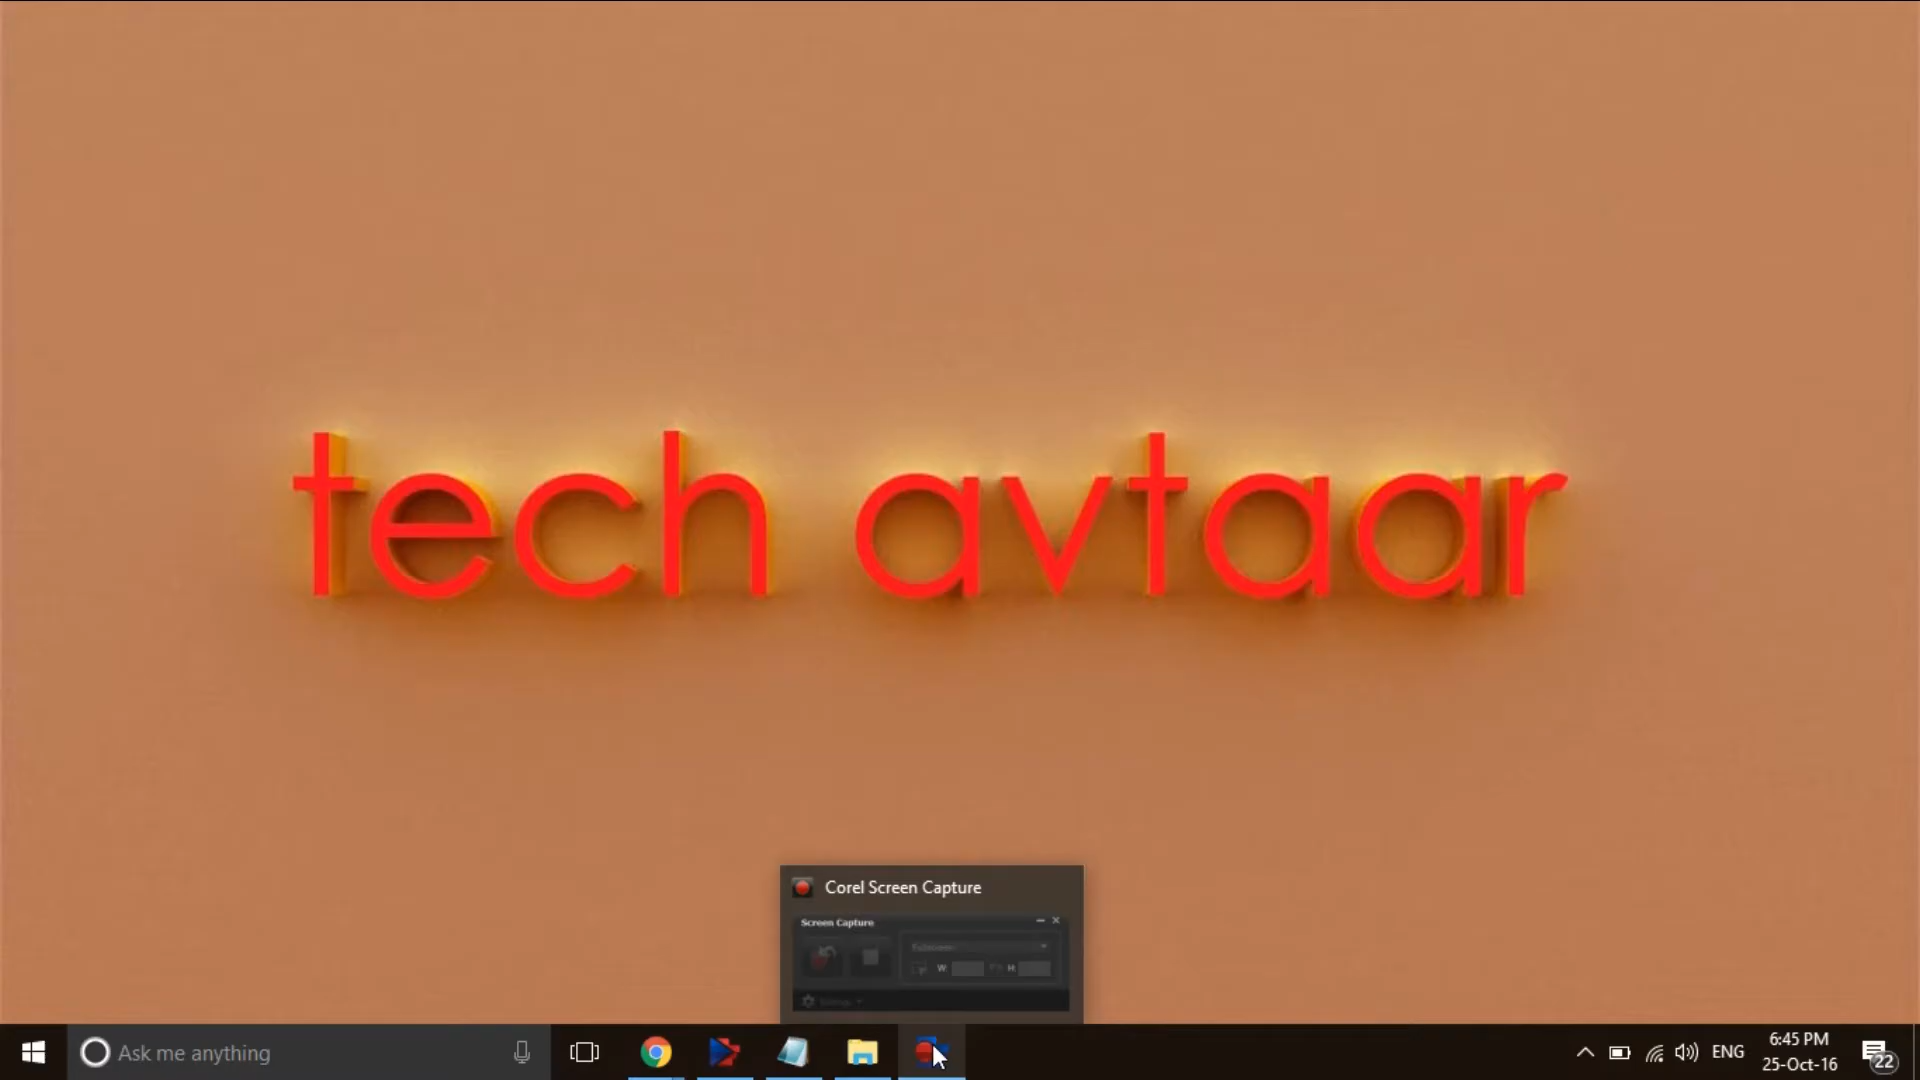 tech avtaar
Corel Screen Capture
Screen Capture
W:
H:
Ask me anything
ENG
6:45 PM
25-Oct-16
22